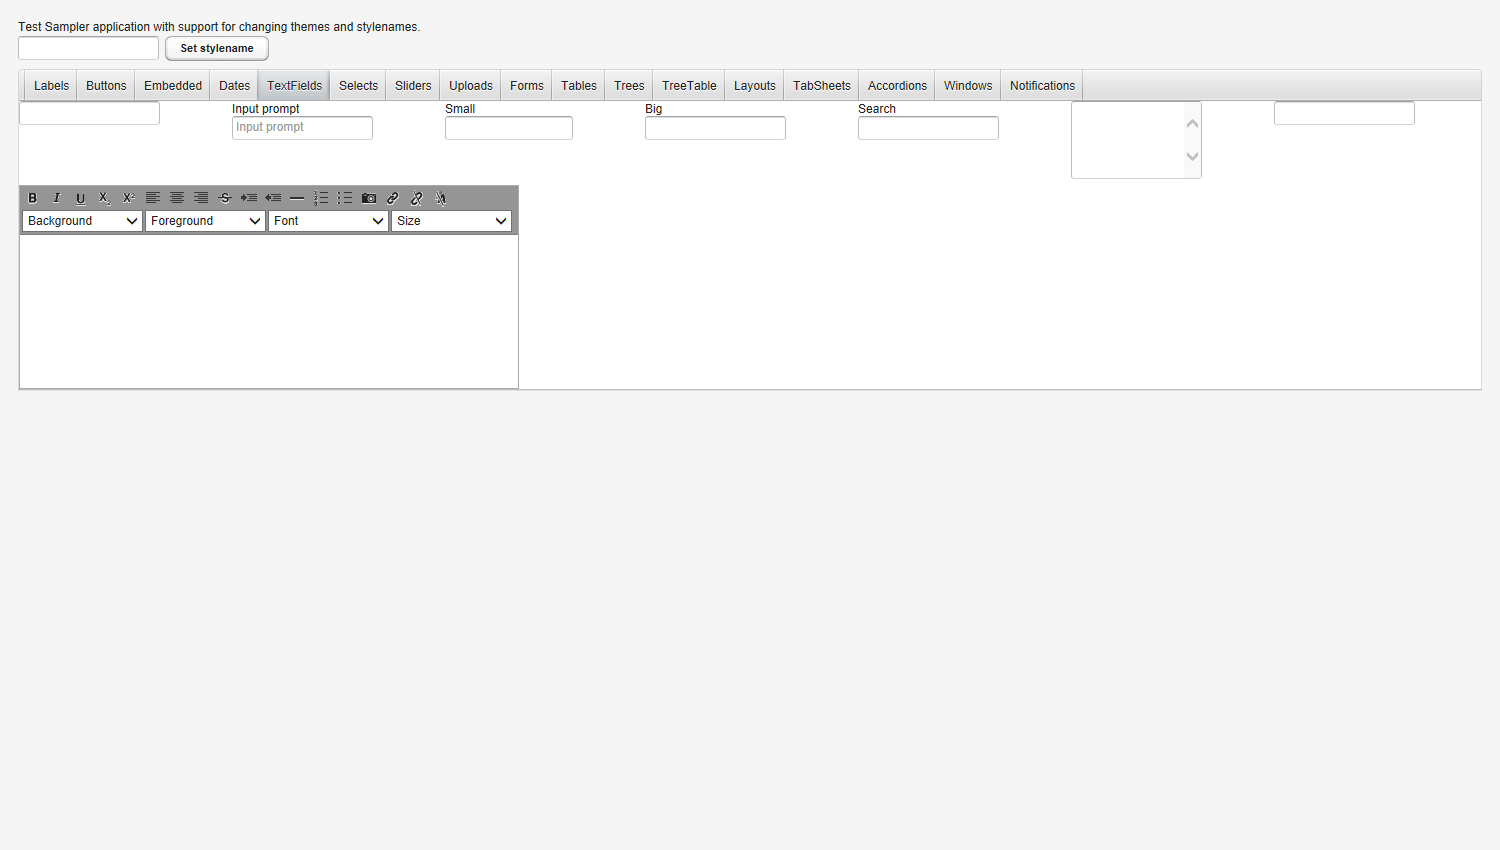 Test Sampler application with support for changing themes and stylenames.
Set stylename
Labels Buttons Embedded Dates TextFields Selects Sliders Uploads Forms Tables Trees TreeTable Layouts TabSheets Accordions Windows Notifications
Input prompt Small Big Search
Input prompt
B I U X X² S
Background Foreground Font Size